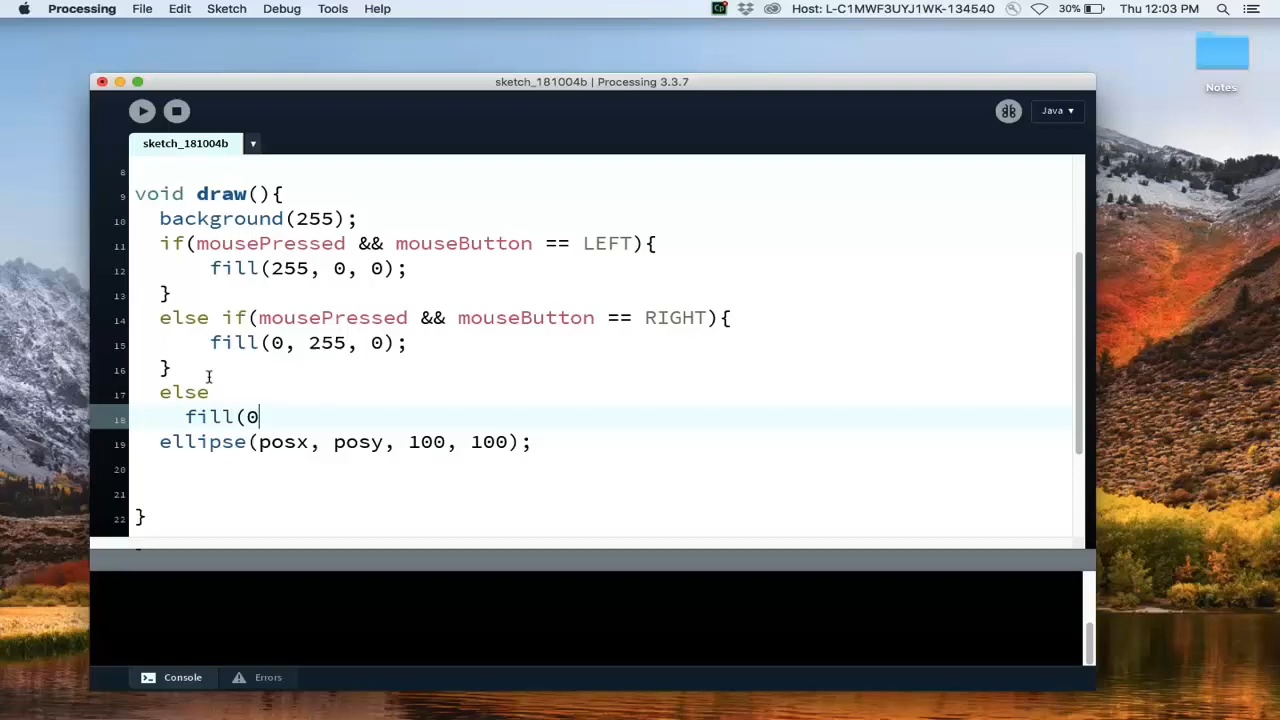 Processing File Edit Sketch Debug Tools Help Host: L-C1MWF3UYJ1WK-134540 30% Thu 12:03 PM
Notes
sketch_181004b | Processing 3.3.7
Java ▾
sketch_181004b ▾
8
9 void draw(){
10 background(255);
11 if(mousePressed && mouseButton == LEFT){
12 fill(255, 0, 0);
13 }
14 else if(mousePressed && mouseButton == RIGHT){
15 fill(0, 255, 0);
16 }
17 else
18 fill(0
19 ellipse(posx, posy, 100, 100);
20
21
22 }
Console Errors